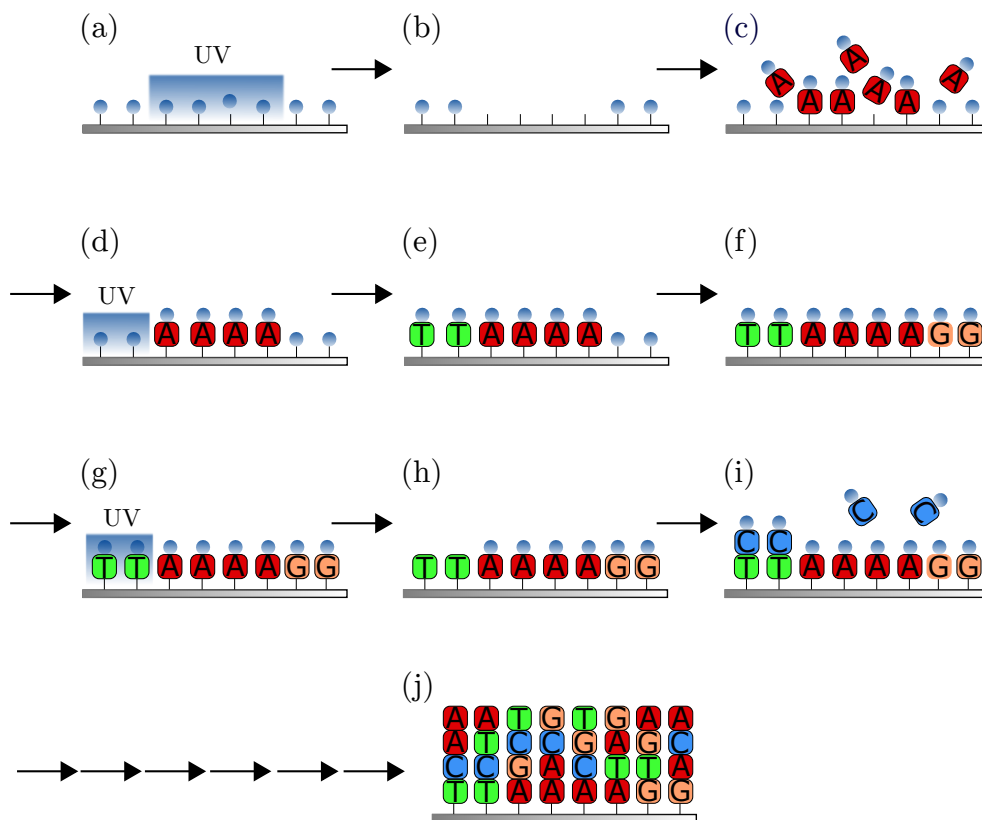 (a) (b) (c)
UV
A A A A A A A
(d) (e) (f)
UV
A A A A
T T A A A A
T T A A A A G G
(g) (h) (i)
UV
C C
T T A A A A G G
T T A A A A G G
C C
T T A A A A G G
(j)
A A T G T G A A
A T C C G A G C
C C G A C T T A
T T A A A A G G